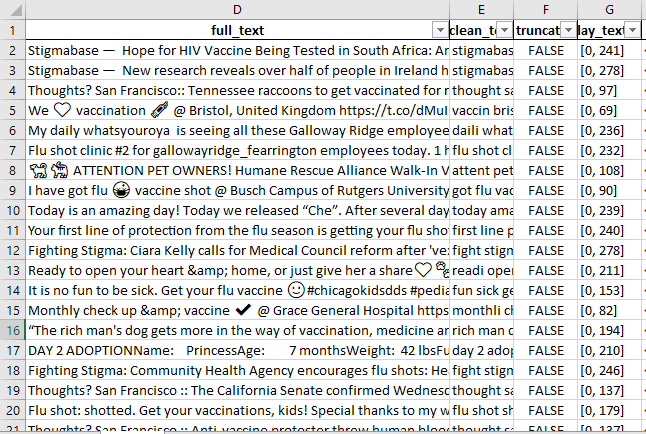 D E F G
1 full_text clean_te truncat lay_text
2 Stigmabase — Hope for HIV Vaccine Being Tested in South Africa: Ar stigmabas FALSE [0, 241]
3 Stigmabase — New research reveals over half of people in Ireland h stigmabas FALSE [0, 278]
4 Thoughts? San Francisco:: Tennessee raccoons to get vaccinated for r thought sa FALSE [0, 97]
5 We ♡ vaccination 💉 @ Bristol, United Kingdom https://t.co/dMul vaccin bris FALSE [0, 69]
6 My daily whatsyouroya is seeing all these Galloway Ridge employee daili what FALSE [0, 236]
7 Flu shot clinic #2 for gallowayridge_fearrington employees today. 1 h flu shot cl FALSE [0, 232]
8 🐕 🐩 ATTENTION PET OWNERS! Humane Rescue Alliance Walk-In V attent pet FALSE [0, 108]
9 I have got flu 😷 vaccine shot @ Busch Campus of Rutgers University got flu vac FALSE [0, 90]
10 Today is an amazing day! Today we released “Che”. After several day today ama FALSE [0, 239]
11 Your first line of protection from the flu season is getting your flu sho first line p FALSE [0, 240]
12 Fighting Stigma: Ciara Kelly calls for Medical Council reform after 've: fight stigm FALSE [0, 278]
13 Ready to open your heart &amp; home, or just give her a share ♡ 🐾 readi open FALSE [0, 211]
14 It is no fun to be sick. Get your flu vaccine 🙂#chicagokidsdds #pedia fun sick ge FALSE [0, 153]
15 Monthly check up &amp; vaccine ✔ @ Grace General Hospital https monthli ch FALSE [0, 82]
16 “The rich man's dog gets more in the way of vaccination, medicine ar rich man d FALSE [0, 194]
17 DAY 2 ADOPTIONName: PrincessAge: 7 monthsWeight: 42 lbsFu day 2 adop FALSE [0, 210]
18 Fighting Stigma: Community Health Agency encourages flu shots: He fight stigm FALSE [0, 246]
19 Thoughts? San Francisco :: The California Senate confirmed Wednesd thought sa FALSE [0, 137]
20 Flu shot: shotted. Get your vaccinations, kids! Special thanks to my w flu shot sh FALSE [0, 179]
21 Thoughts? San Francisco :: Anti-vaccine protestor threw human bloo thought sa FALSE [0, 137]